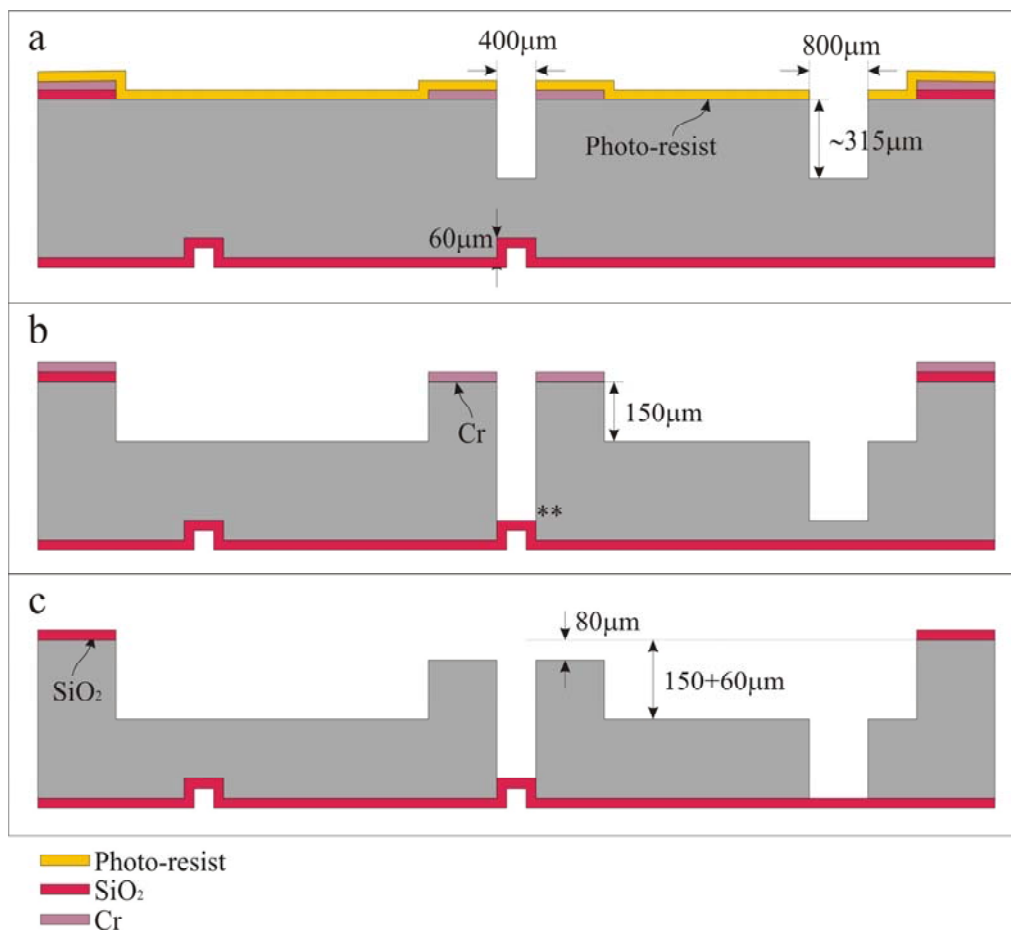 a
400μm
800μm
Photo-resist
~315μm
60μm
b
150μm
Cr
**
c
80μm
SiO₂
150+60μm
Photo-resist
SiO₂
Cr